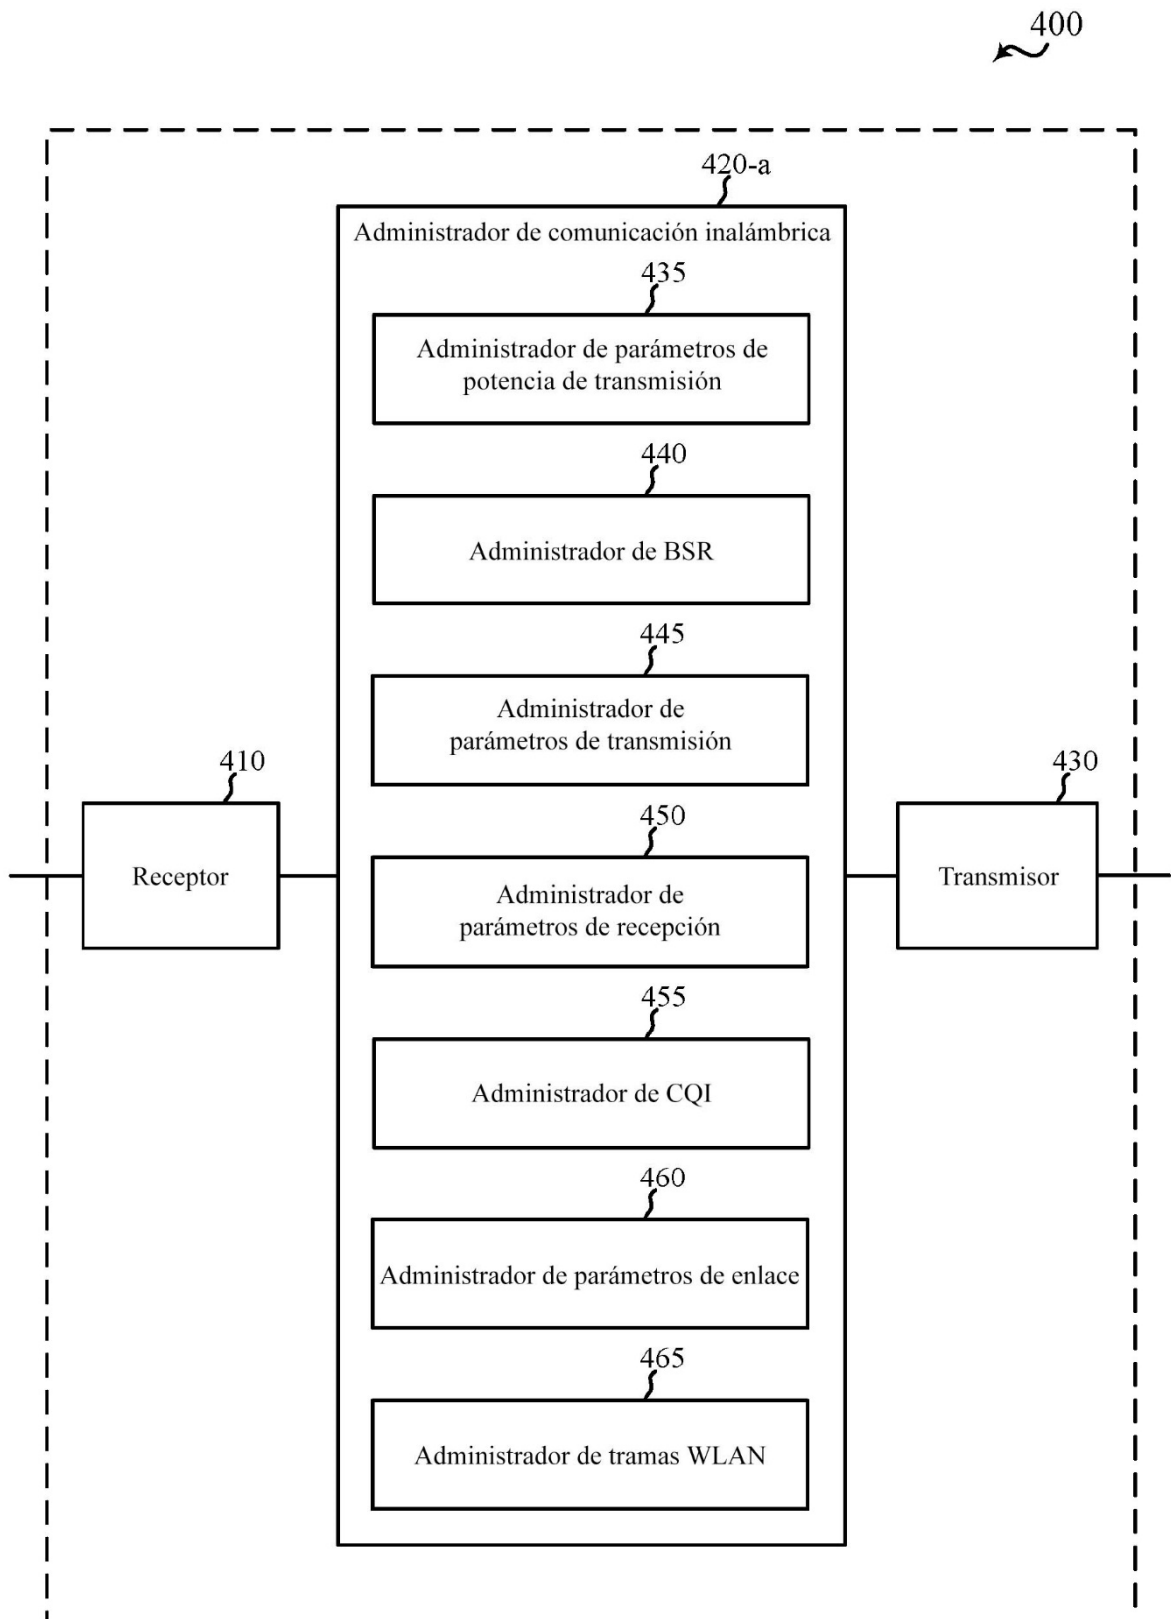 400
420-a
Administrador de comunicación inalámbrica
435
Administrador de parámetros de
potencia de transmisión
440
Administrador de BSR
445
Administrador de
parámetros de transmisión
410
Receptor
430
Transmisor
450
Administrador de
parámetros de recepción
455
Administrador de CQI
460
Administrador de parámetros de enlace
465
Administrador de tramas WLAN